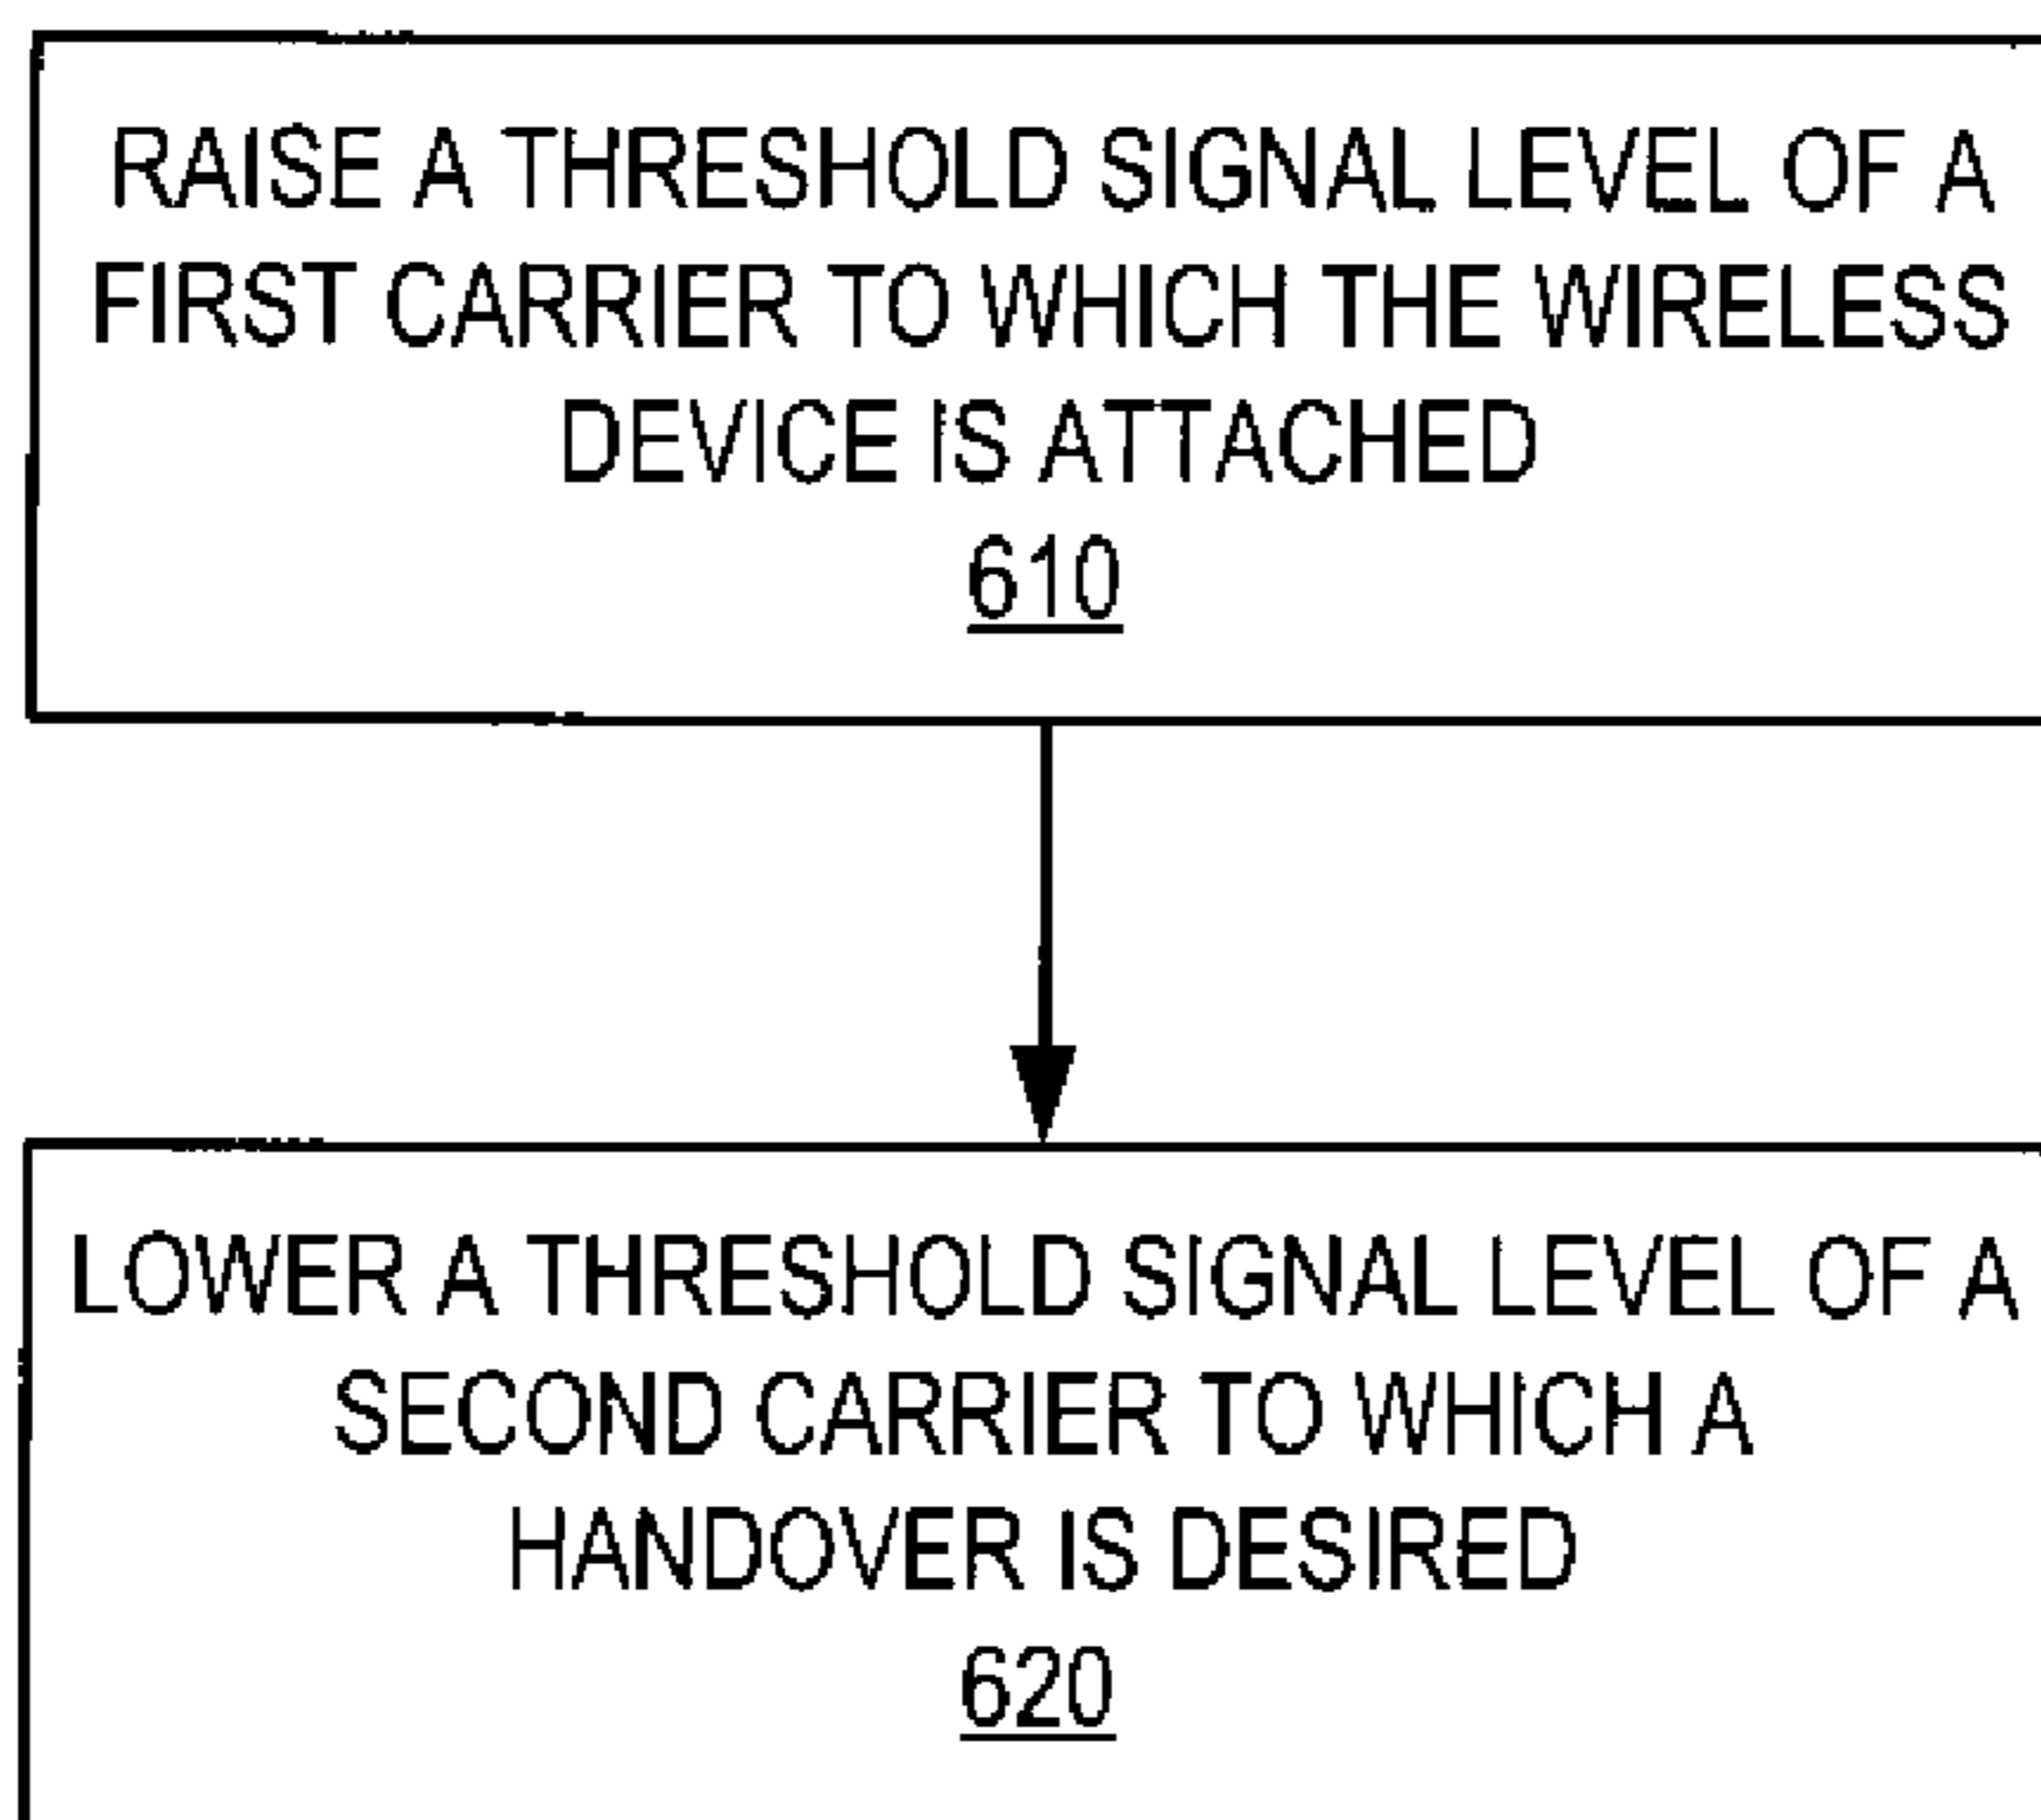 RAISE A THRESHOLD SIGNAL LEVEL OF A
FIRST CARRIER TO WHICH THE WIRELESS
DEVICE IS ATTACHED
610
LOWER A THRESHOLD SIGNAL LEVEL OF A
SECOND CARRIER TO WHICH A
HANDOVER IS DESIRED
620